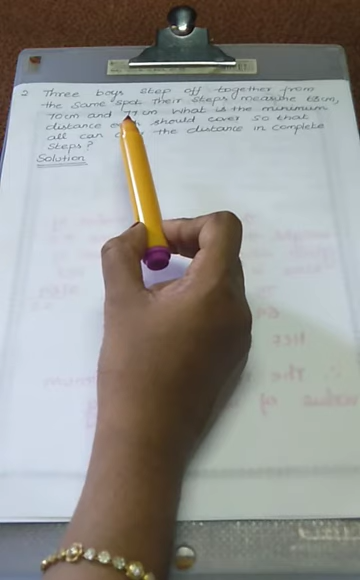 2 Three boys step off together from
the same spot. Their steps measure 63cm,
70cm and 77cm What is the minimum
distance should cover so that
all can the distance in complete
steps?
Solution